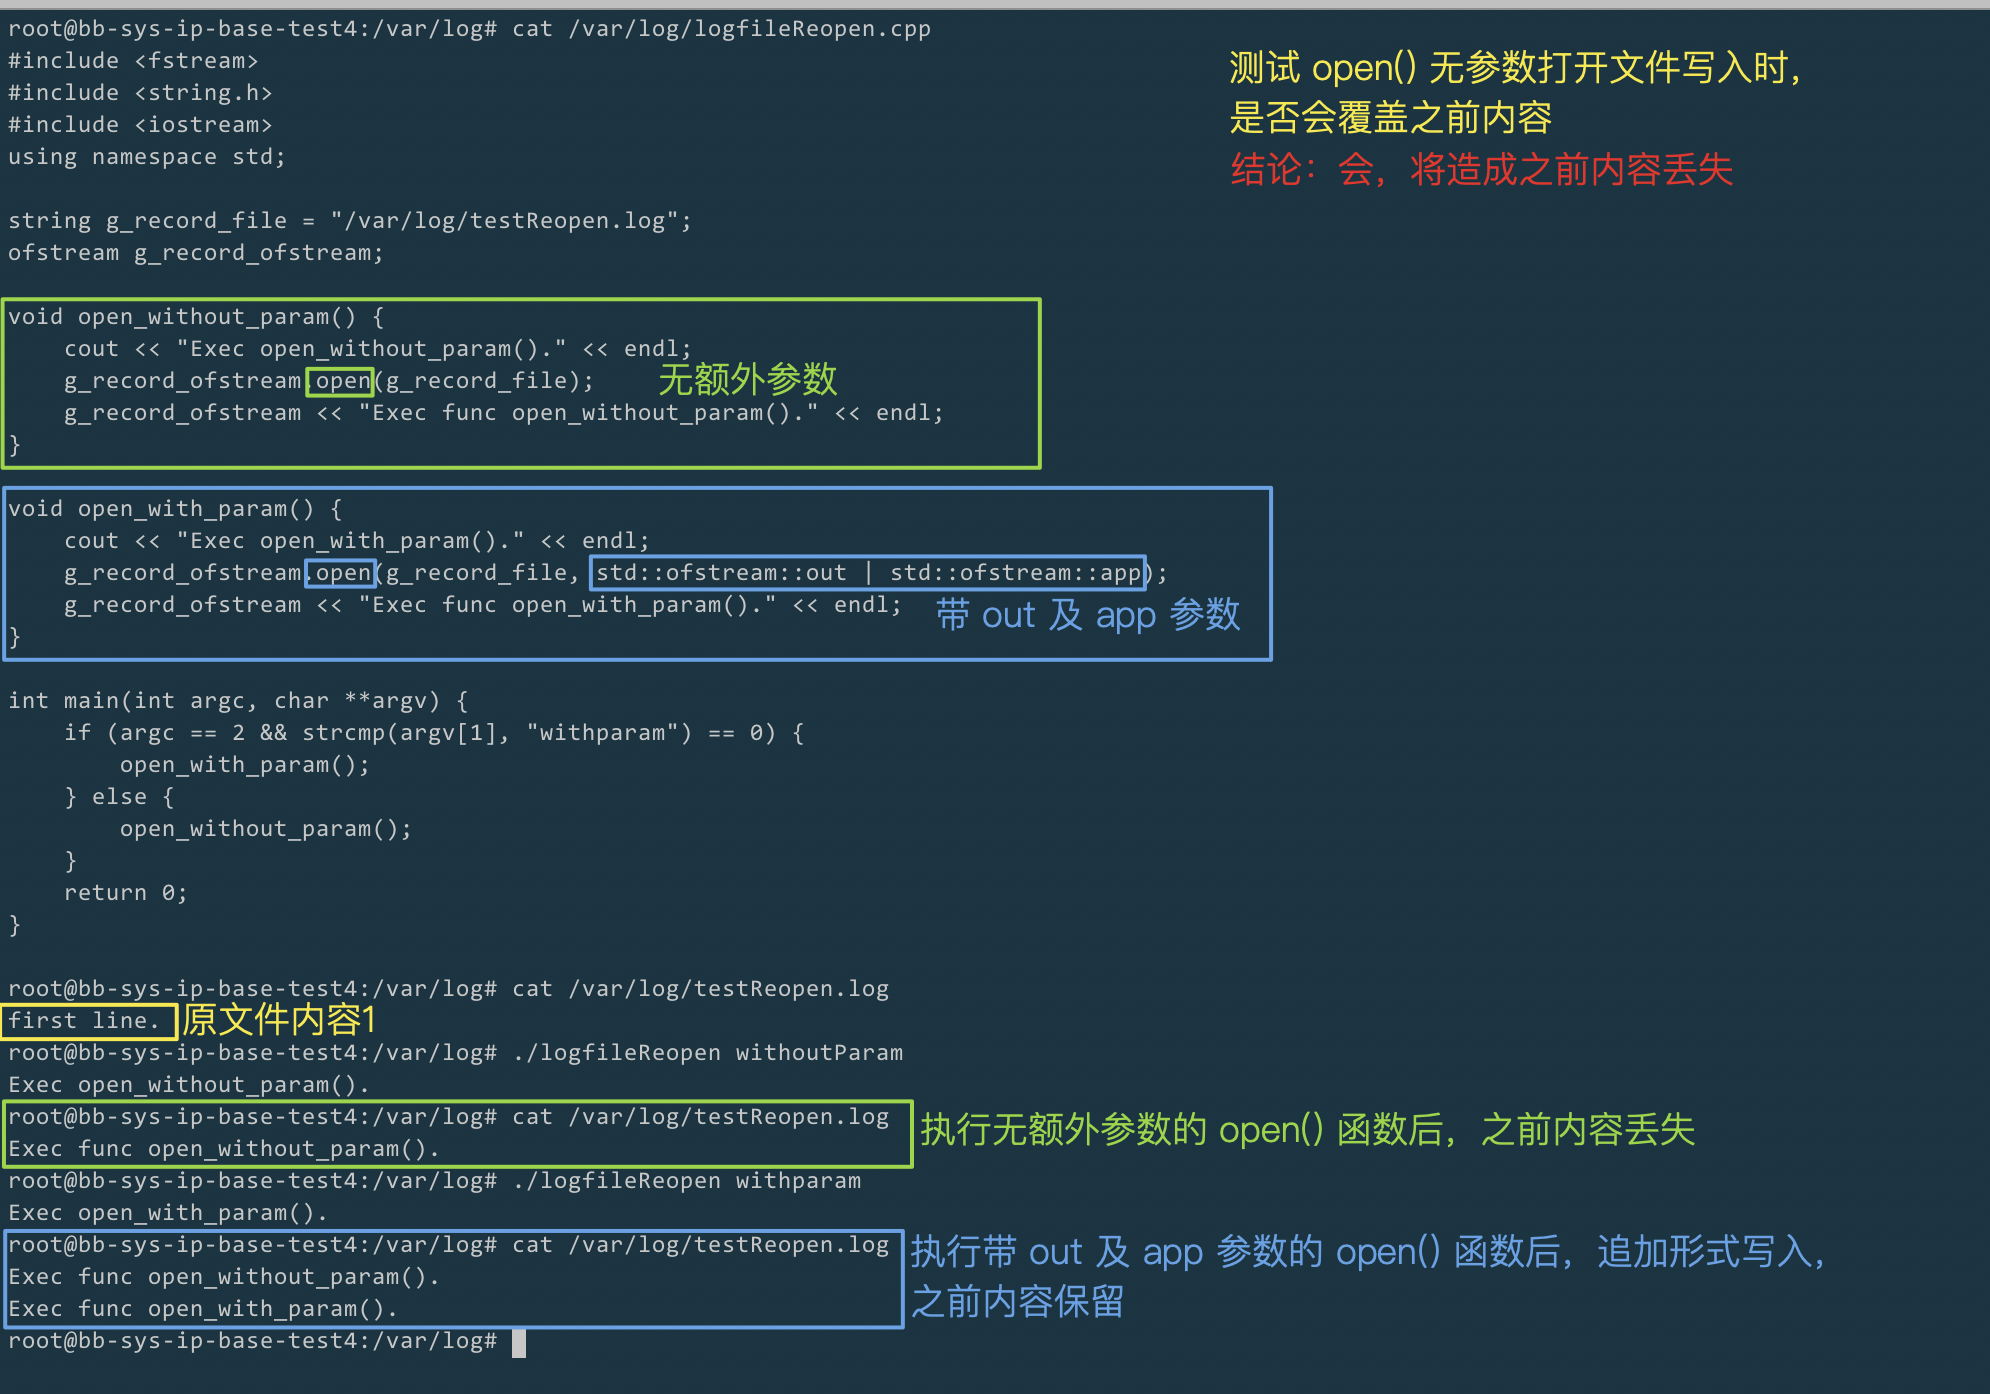 root@bb-sys-ip-base-test4:/var/log# cat /var/log/logfileReopen.cpp
#include <fstream>
#include <string.h>
#include <iostream>
using namespace std;
测试 open() 无参数打开文件写入时，
是否会覆盖之前内容
结论：会，将造成之前内容丢失
string g_record_file = "/var/log/testReopen.log";
ofstream g_record_ofstream;
void open_without_param() {
    cout << "Exec open_without_param()." << endl;
    g_record_ofstream.open(g_record_file); 无额外参数
    g_record_ofstream << "Exec func open_without_param()." << endl;
}
void open_with_param() {
    cout << "Exec open_with_param()." << endl;
    g_record_ofstream.open(g_record_file, std::ofstream::out | std::ofstream::app);
    g_record_ofstream << "Exec func open_with_param()." << endl; 带 out 及 app 参数
}
int main(int argc, char **argv) {
    if (argc == 2 && strcmp(argv[1], "withparam") == 0) {
        open_with_param();
    } else {
        open_without_param();
    }
    return 0;
}
root@bb-sys-ip-base-test4:/var/log# cat /var/log/testReopen.log
first line. 原文件内容1
root@bb-sys-ip-base-test4:/var/log# ./logfileReopen withoutParam
Exec open_without_param().
root@bb-sys-ip-base-test4:/var/log# cat /var/log/testReopen.log
Exec func open_without_param().
执行无额外参数的 open() 函数后，之前内容丢失
root@bb-sys-ip-base-test4:/var/log# ./logfileReopen withparam
Exec open_with_param().
root@bb-sys-ip-base-test4:/var/log# cat /var/log/testReopen.log
Exec func open_without_param().
Exec func open_with_param().
执行带 out 及 app 参数的 open() 函数后，追加形式写入，
之前内容保留
root@bb-sys-ip-base-test4:/var/log#